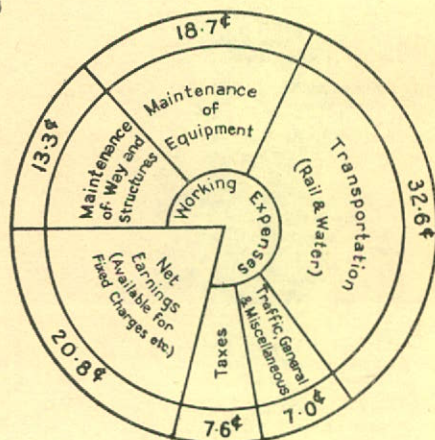 18.7¢
Maintenance
of
Equipment
32.6¢
Transportation
(Rail & Water)
13.3¢
Maintenance
of Way and
Structures
Working Expenses
20.8¢
Net
Earnings
(Available for
Fixed Charges etc)
7.6¢
Taxes
7.0¢
Traffic, General
& Miscellaneous